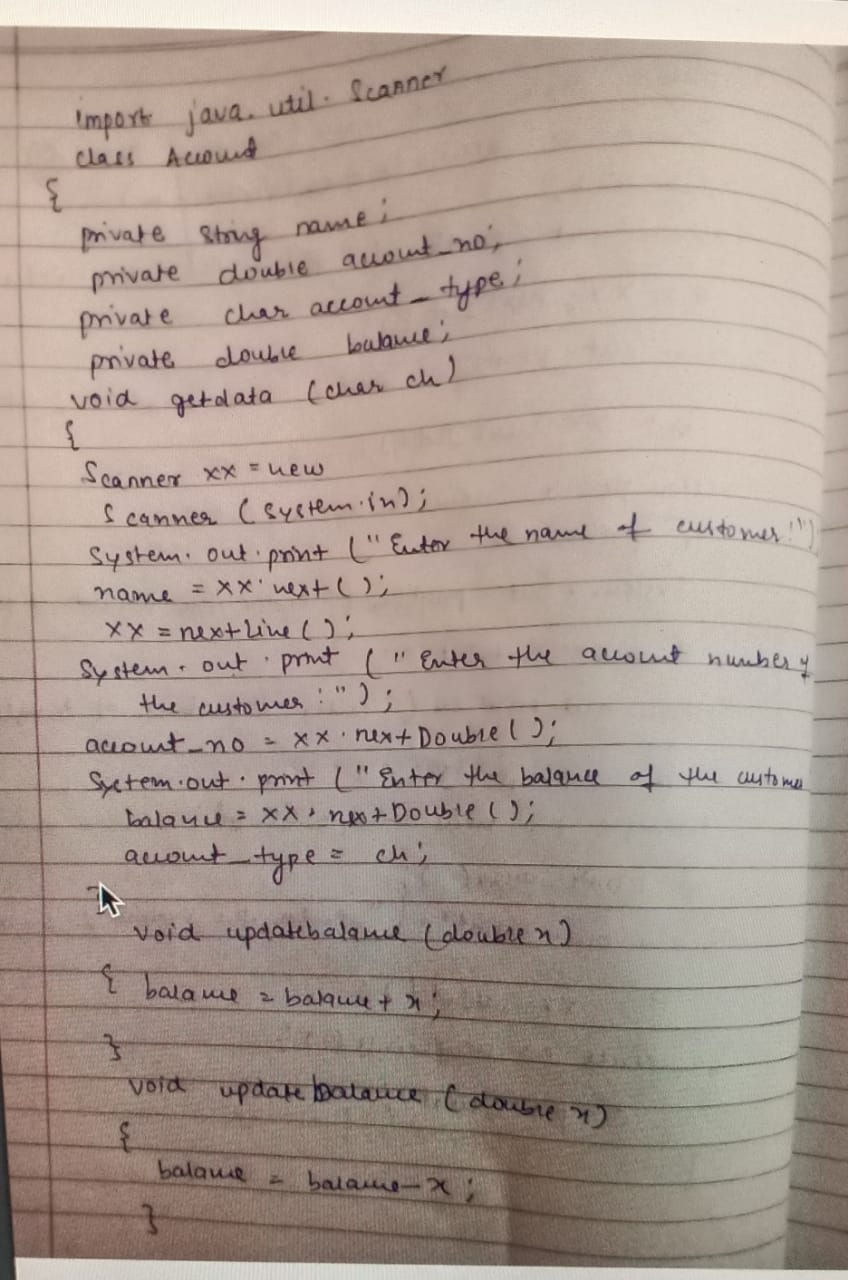 import java. util. Scanner
class Account
{
private String name;
private double account_no;
private char account_type;
private double balance;
void getdata (char ch)
{
Scanner xx = new
Scanner (System.in);
System. out. print ("Enter the name of customer:")
name = xx. next ();
xx = nextLine ();
System. out. print ("Enter the account number of
the customer:");
account_no = xx. nextDouble ();
System.out. print ("Enter the balance of the customer
balance = xx. nextDouble ();
account_type = ch;
}
void updatebalance (double x)
{ balance = balance + x;
}
void updatebalance (double x)
{
balance = balance - x;
}